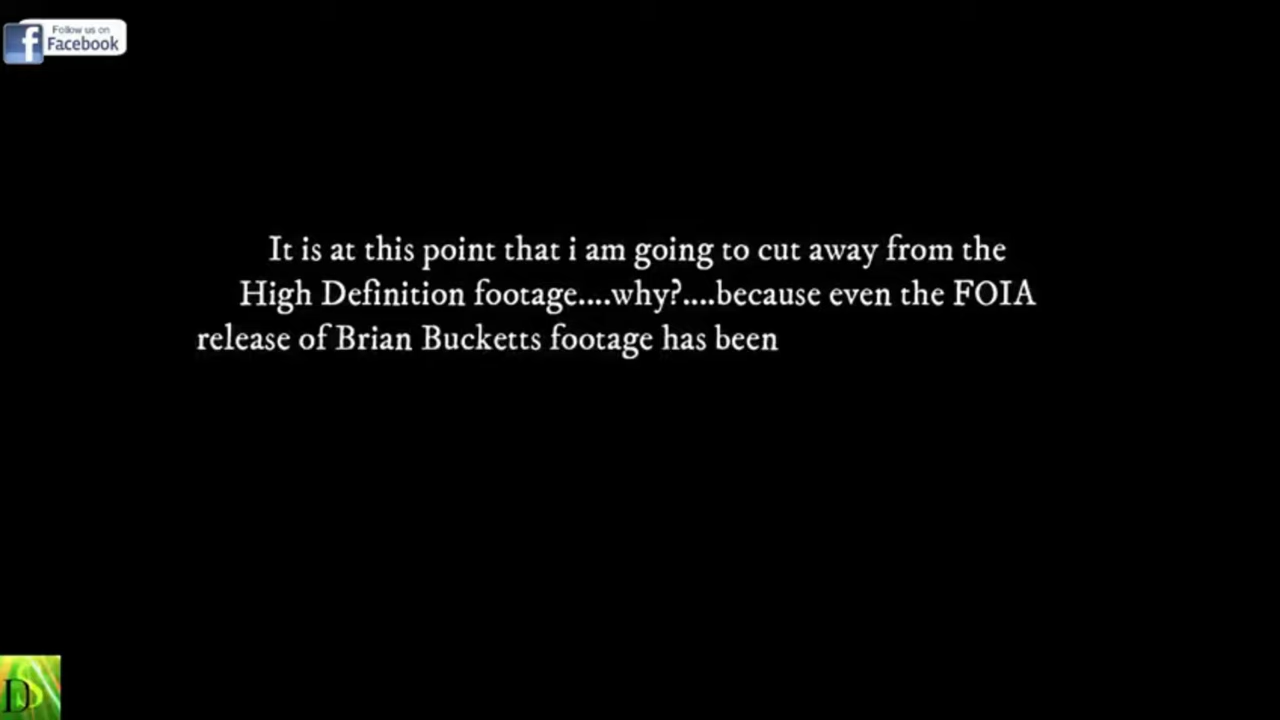 Follow us on
Facebook
It is at this point that i am going to cut away from the
High Definition footage....why?....because even the FOIA
release of Brian Bucketts footage has been
DS